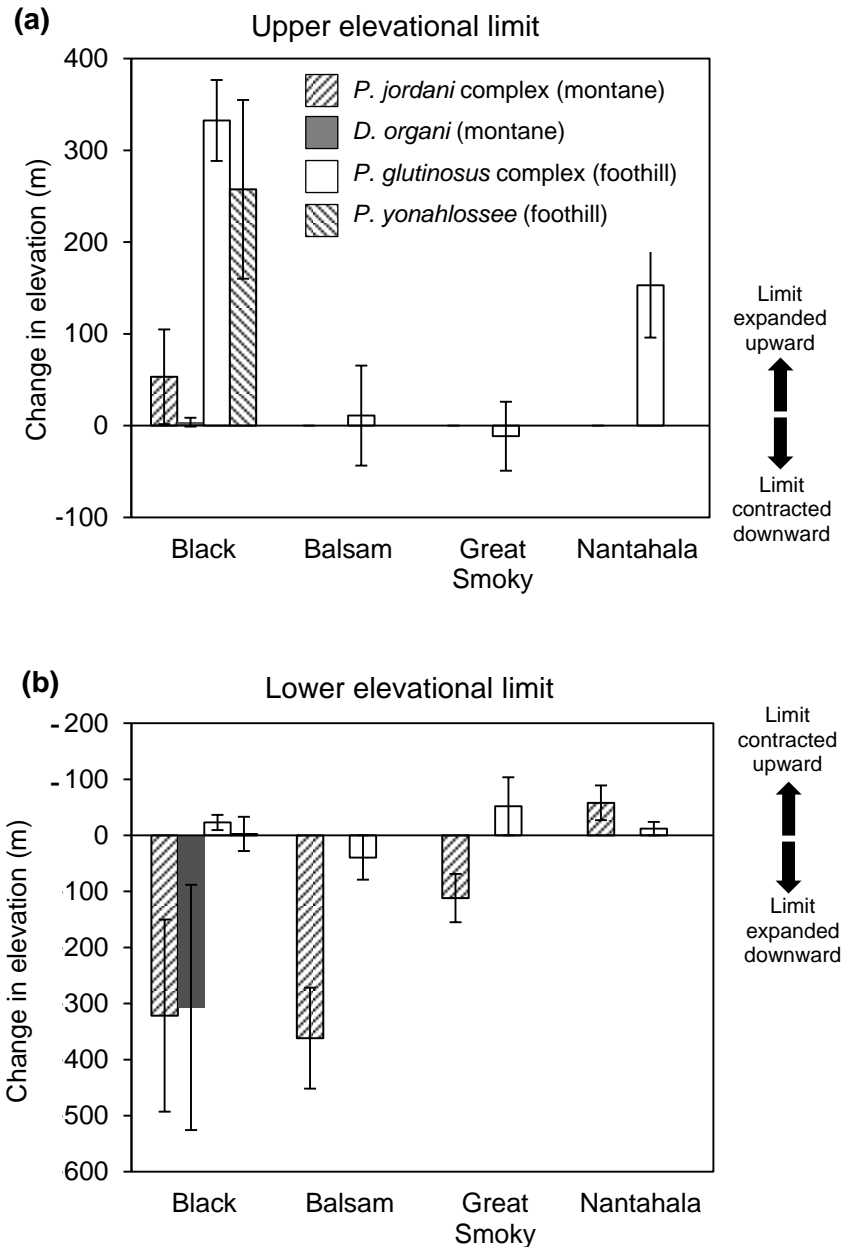 (a)
Upper elevational limit
Change in elevation (m)
400
300
200
100
0
-100
P. jordani complex (montane)
D. organi (montane)
P. glutinosus complex (foothill)
P. yonahlossee (foothill)
Limit
expanded
upward
Limit
contracted
downward
Black
Balsam
Great
Smoky
Nantahala
(b)
Lower elevational limit
Change in elevation (m)
- 200
- 100
0
100
200
300
400
500
600
Limit
contracted
upward
Limit
expanded
downward
Black
Balsam
Great
Smoky
Nantahala